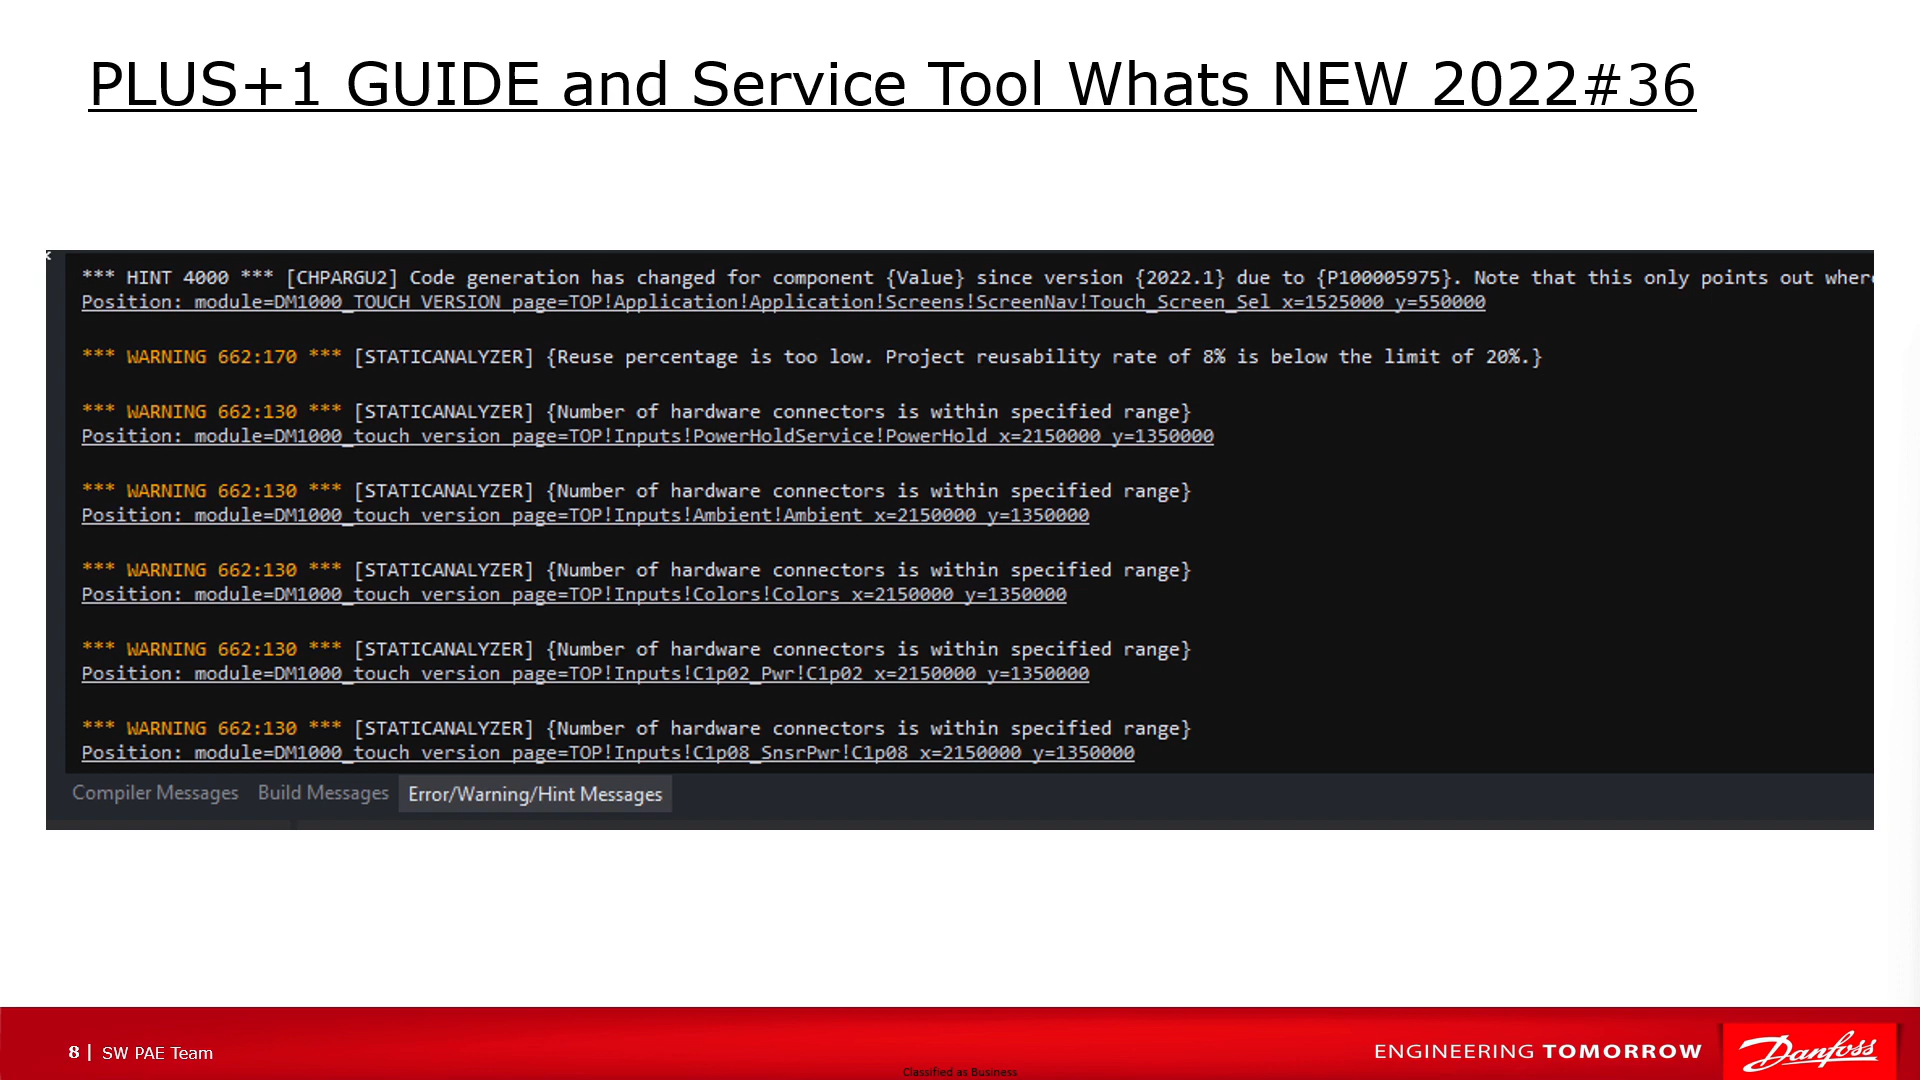 PLUS+1 GUIDE and Service Tool Whats NEW 2022#36
*** HINT 4000 *** [CHPARGU2] Code generation has changed for component {Value} since version {2022.1} due to {P100005975}. Note that this only points out where
Position: module=DM1000_TOUCH_VERSION page=TOP!Application!Application!Screens!ScreenNav!Touch_Screen_Sel x=1525000 y=550000
*** WARNING 662:170 *** [STATICANALYZER] {Reuse percentage is too low. Project reusability rate of 8% is below the limit of 20%.}
*** WARNING 662:130 *** [STATICANALYZER] {Number of hardware connectors is within specified range}
Position: module=DM1000_touch_version page=TOP!Inputs!PowerHoldService!PowerHold x=2150000 y=1350000
*** WARNING 662:130 *** [STATICANALYZER] {Number of hardware connectors is within specified range}
Position: module=DM1000_touch_version page=TOP!Inputs!Ambient!Ambient x=2150000 y=1350000
*** WARNING 662:130 *** [STATICANALYZER] {Number of hardware connectors is within specified range}
Position: module=DM1000_touch_version page=TOP!Inputs!Colors!Colors x=2150000 y=1350000
*** WARNING 662:130 *** [STATICANALYZER] {Number of hardware connectors is within specified range}
Position: module=DM1000_touch_version page=TOP!Inputs!C1p02_Pwr!C1p02 x=2150000 y=1350000
*** WARNING 662:130 *** [STATICANALYZER] {Number of hardware connectors is within specified range}
Position: module=DM1000_touch_version page=TOP!Inputs!C1p08_SnsrPwr!C1p08 x=2150000 y=1350000
Compiler Messages Build Messages Error/Warning/Hint Messages
8 | SW PAE Team
ENGINEERING TOMORROW
Danfoss
Classified as Business